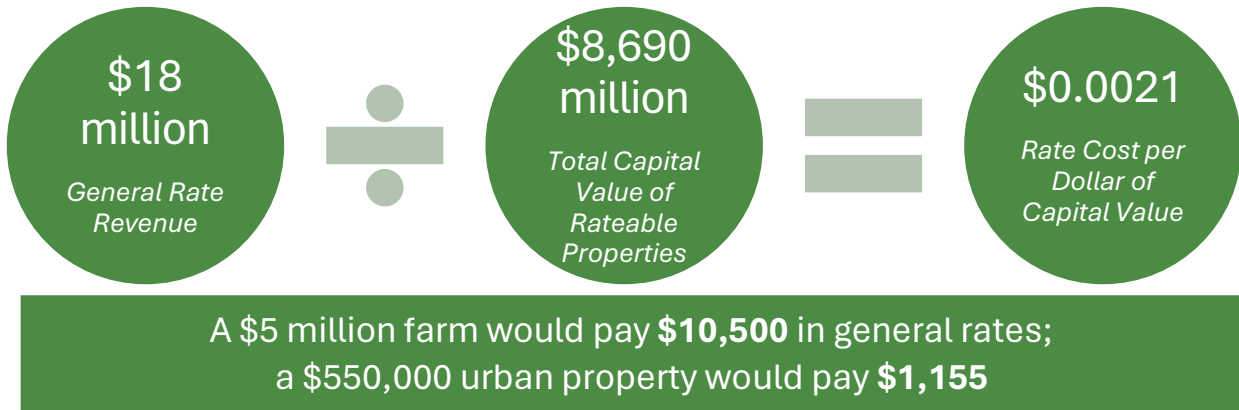 $18
million
General Rate
Revenue
$8,690
million
Total Capital
Value of
Rateable
Properties
$0.0021
Rate Cost per
Dollar of
Capital Value
A $5 million farm would pay $10,500 in general rates;
a $550,000 urban property would pay $1,155